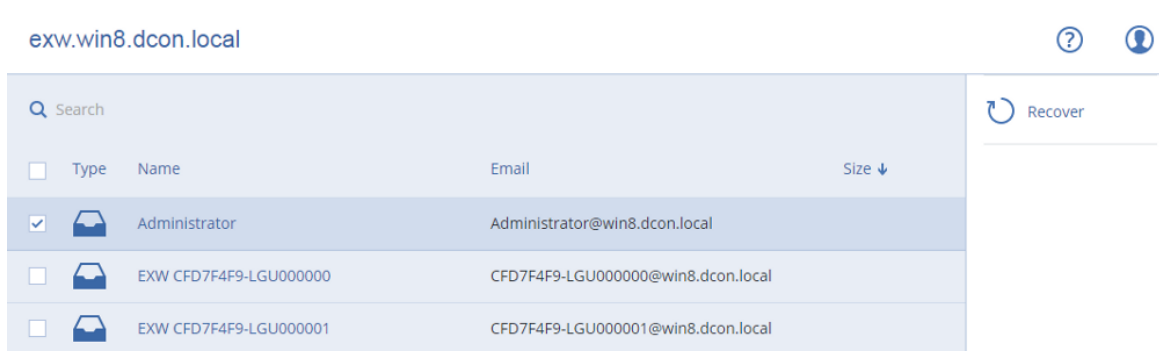 exw.win8.dcon.local
Search
Recover
Type Name Email Size
Administrator Administrator@win8.dcon.local
EXW CFD7F4F9-LGU000000 CFD7F4F9-LGU000000@win8.dcon.local
EXW CFD7F4F9-LGU000001 CFD7F4F9-LGU000001@win8.dcon.local